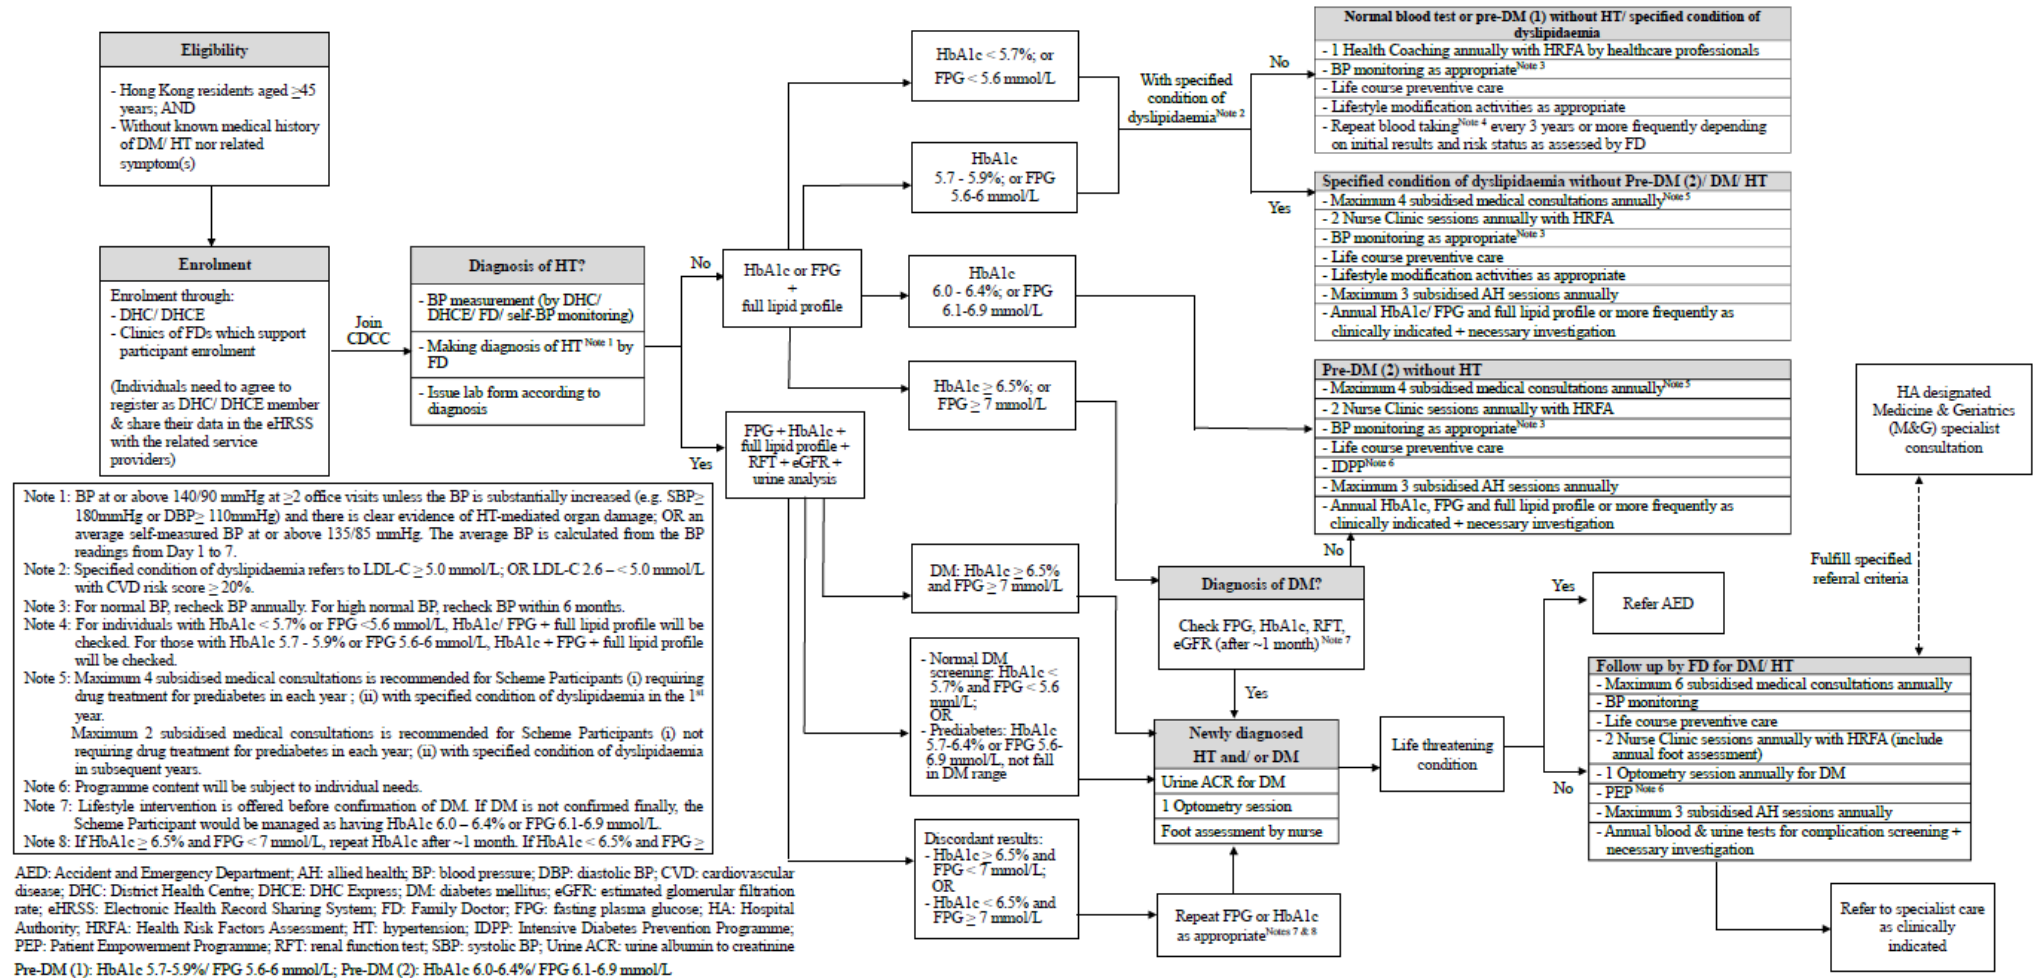 Eligibility
- Hong Kong residents aged ≥45
years; AND
- Without known medical history
of DM/ HT nor related
symptom(s)
Enrolment
Enrolment through:
- DHC/ DHCE
- Clinics of FDs which support
participant enrolment
(Individuals need to agree to
register as DHC/ DHCE member
& share their data in the eHRSS
with the related service
providers)
Join
CDCC
Diagnosis of HT?
- BP measurement (by DHC/
DHCE/ FD/ self-BP monitoring)
- Making diagnosis of HT Note 1 by
FD
- Issue lab form according to
diagnosis
No
Yes
HbA1c or FPG
+
full lipid profile
FPG + HbA1c +
full lipid profile +
RFT + eGFR +
urine analysis
HbA1c < 5.7%; or
FPG < 5.6 mmol/L
HbA1c
5.7 - 5.9%; or FPG
5.6-6 mmol/L
HbA1c
6.0 - 6.4%; or FPG
6.1-6.9 mmol/L
HbA1c ≥ 6.5%; or
FPG ≥ 7 mmol/L
DM: HbA1c ≥ 6.5%
and FPG ≥ 7 mmol/L
- Normal DM
screening: HbA1c <
5.7% and FPG < 5.6
mml/L;
OR
- Prediabetes: HbA1c
5.7-6.4% or FPG 5.6-
6.9 mmol/L, not fall
in DM range
Discordant results:
- HbA1c ≥ 6.5% and
FPG < 7 mmol/L;
OR
- HbA1c < 6.5% and
FPG ≥ 7 mmol/L
With specified
condition of
dyslipidaemia Note 2
No
Yes
Normal blood test or pre-DM (1) without HT/ specified condition of
dyslipidaemia
- 1 Health Coaching annually with HRFA by healthcare professionals
- BP monitoring as appropriate Note 3
- Life course preventive care
- Lifestyle modification activities as appropriate
- Repeat blood taking Note 4 every 3 years or more frequently depending
on initial results and risk status as assessed by FD
Specified condition of dyslipidaemia without Pre-DM (2)/ DM/ HT
- Maximum 4 subsidised medical consultations annually Note 5
- 2 Nurse Clinic sessions annually with HRFA
- BP monitoring as appropriate Note 3
- Life course preventive care
- Lifestyle modification activities as appropriate
- Maximum 3 subsidised AH sessions annually
- Annual HbA1c/ FPG and full lipid profile or more frequently as
clinically indicated + necessary investigation
Pre-DM (2) without HT
- Maximum 4 subsidised medical consultations annually Note 5
- 2 Nurse Clinic sessions annually with HRFA
- BP monitoring as appropriate Note 3
- Life course preventive care
- IDPP Note 6
- Maximum 3 subsidised AH sessions annually
- Annual HbA1c, FPG and full lipid profile or more frequently as
clinically indicated + necessary investigation
No
Diagnosis of DM?
Check FPG, HbA1c, RFT,
eGFR (after ~1 month) Note 7
Yes
Newly diagnosed
HT and/ or DM
Urine ACR for DM
1 Optometry session
Foot assessment by nurse
Repeat FPG or HbA1c
as appropriate Notes 7 & 8
Life threatening
condition
Yes
No
Refer AED
HA designated
Medicine & Geriatrics
(M&G) specialist
consultation
Fulfill specified
referral criteria
Follow up by FD for DM/ HT
- Maximum 6 subsidised medical consultations annually
- BP monitoring
- Life course preventive care
- 2 Nurse Clinic sessions annually with HRFA (include
annual foot assessment)
- 1 Optometry session annually for DM
- PEP Note 6
- Maximum 3 subsidised AH sessions annually
- Annual blood & urine tests for complication screening +
necessary investigation
Refer to specialist care
as clinically
indicated
Note 1: BP at or above 140/90 mmHg at ≥2 office visits unless the BP is substantially increased (e.g. SBP≥
180mmHg or DBP≥ 110mmHg) and there is clear evidence of HT-mediated organ damage; OR an
average self-measured BP at or above 135/85 mmHg. The average BP is calculated from the BP
readings from Day 1 to 7.
Note 2: Specified condition of dyslipidaemia refers to LDL-C ≥ 5.0 mmol/L; OR LDL-C 2.6 – < 5.0 mmol/L
with CVD risk score ≥ 20%.
Note 3: For normal BP, recheck BP annually. For high normal BP, recheck BP within 6 months.
Note 4: For individuals with HbA1c < 5.7% or FPG <5.6 mmol/L, HbA1c/ FPG + full lipid profile will be
checked. For those with HbA1c 5.7 - 5.9% or FPG 5.6-6 mmol/L, HbA1c + FPG + full lipid profile
will be checked.
Note 5: Maximum 4 subsidised medical consultations is recommended for Scheme Participants (i) requiring
drug treatment for prediabetes in each year ; (ii) with specified condition of dyslipidaemia in the 1st
year.
Maximum 2 subsidised medical consultations is recommended for Scheme Participants (i) not
requiring drug treatment for prediabetes in each year; (ii) with specified condition of dyslipidaemia
in subsequent years.
Note 6: Programme content will be subject to individual needs.
Note 7: Lifestyle intervention is offered before confirmation of DM. If DM is not confirmed finally, the
Scheme Participant would be managed as having HbA1c 6.0 – 6.4% or FPG 6.1-6.9 mmol/L.
Note 8: If HbA1c ≥ 6.5% and FPG < 7 mmol/L, repeat HbA1c after ~1 month. If HbA1c < 6.5% and FPG ≥
AED: Accident and Emergency Department; AH: allied health; BP: blood pressure; DBP: diastolic BP; CVD: cardiovascular
disease; DHC: District Health Centre; DHCE: DHC Express; DM: diabetes mellitus; eGFR: estimated glomerular filtration
rate; eHRSS: Electronic Health Record Sharing System; FD: Family Doctor; FPG: fasting plasma glucose; HA: Hospital
Authority; HRFA: Health Risk Factors Assessment; HT: hypertension; IDPP: Intensive Diabetes Prevention Programme;
PEP: Patient Empowerment Programme; RFT: renal function test; SBP: systolic BP; Urine ACR: urine albumin to creatinine
Pre-DM (1): HbA1c 5.7-5.9%/ FPG 5.6-6 mmol/L; Pre-DM (2): HbA1c 6.0-6.4%/ FPG 6.1-6.9 mmol/L